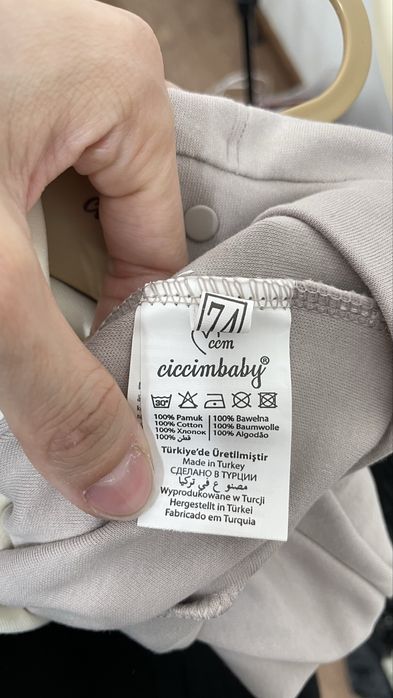 74
ccm
ciccimbaby®
30°
100% Pamuk 100% Bawełna
100% Cotton 100% Baumwolle
100% Хлопок 100% Algodão
100% قطن
Türkiye'de Üretilmiştir
Made in Turkey
СДЕЛАНО В ТУРЦИИ
مصنوع في تركيا
Wyprodukowane w Turcji
Hergestellt in Türkei
Fabricado em Turquia